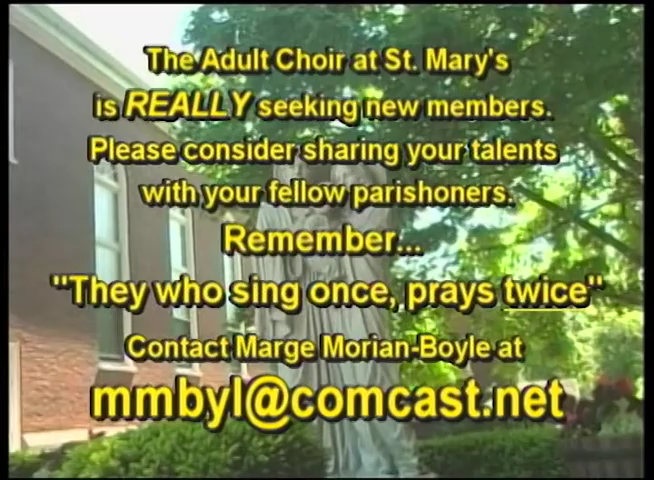 The Adult Choir at St. Mary's
is REALLY seeking new members.
Please consider sharing your talents
with your fellow parishoners.
Remember...
"They who sing once, prays twice"
Contact Marge Morian-Boyle at
mmbyl@comcast.net